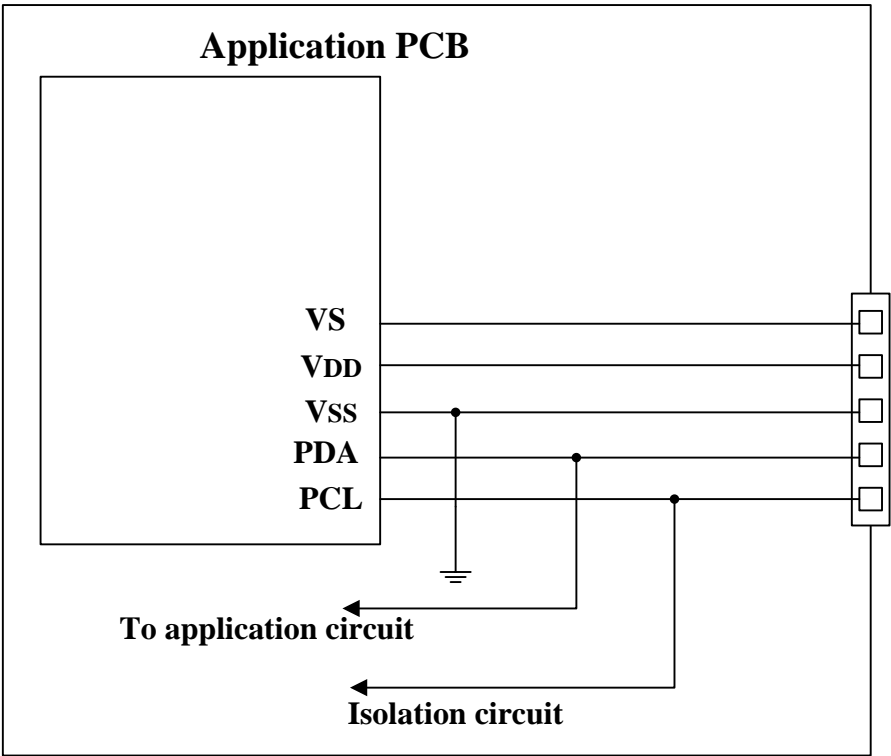 Application PCB
VS
VDD
VSS
PDA
PCL
To application circuit
Isolation circuit